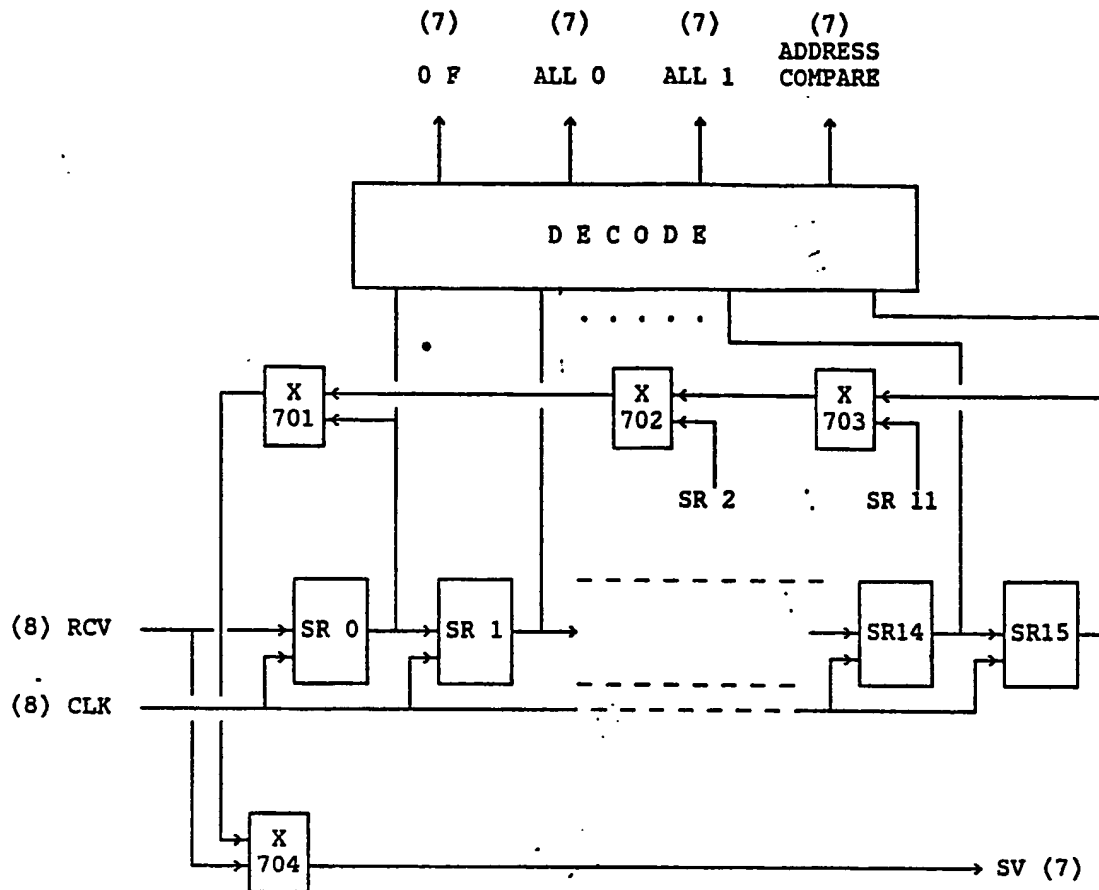 (7) (7) (7) (7)
ADDRESS
0 F ALL 0 ALL 1 COMPARE
D E C O D E
X X X
701 702 703
SR 2 SR 11
(8) RCV SR 0 SR 1 SR14 SR15
(8) CLK
X
704 SV (7)